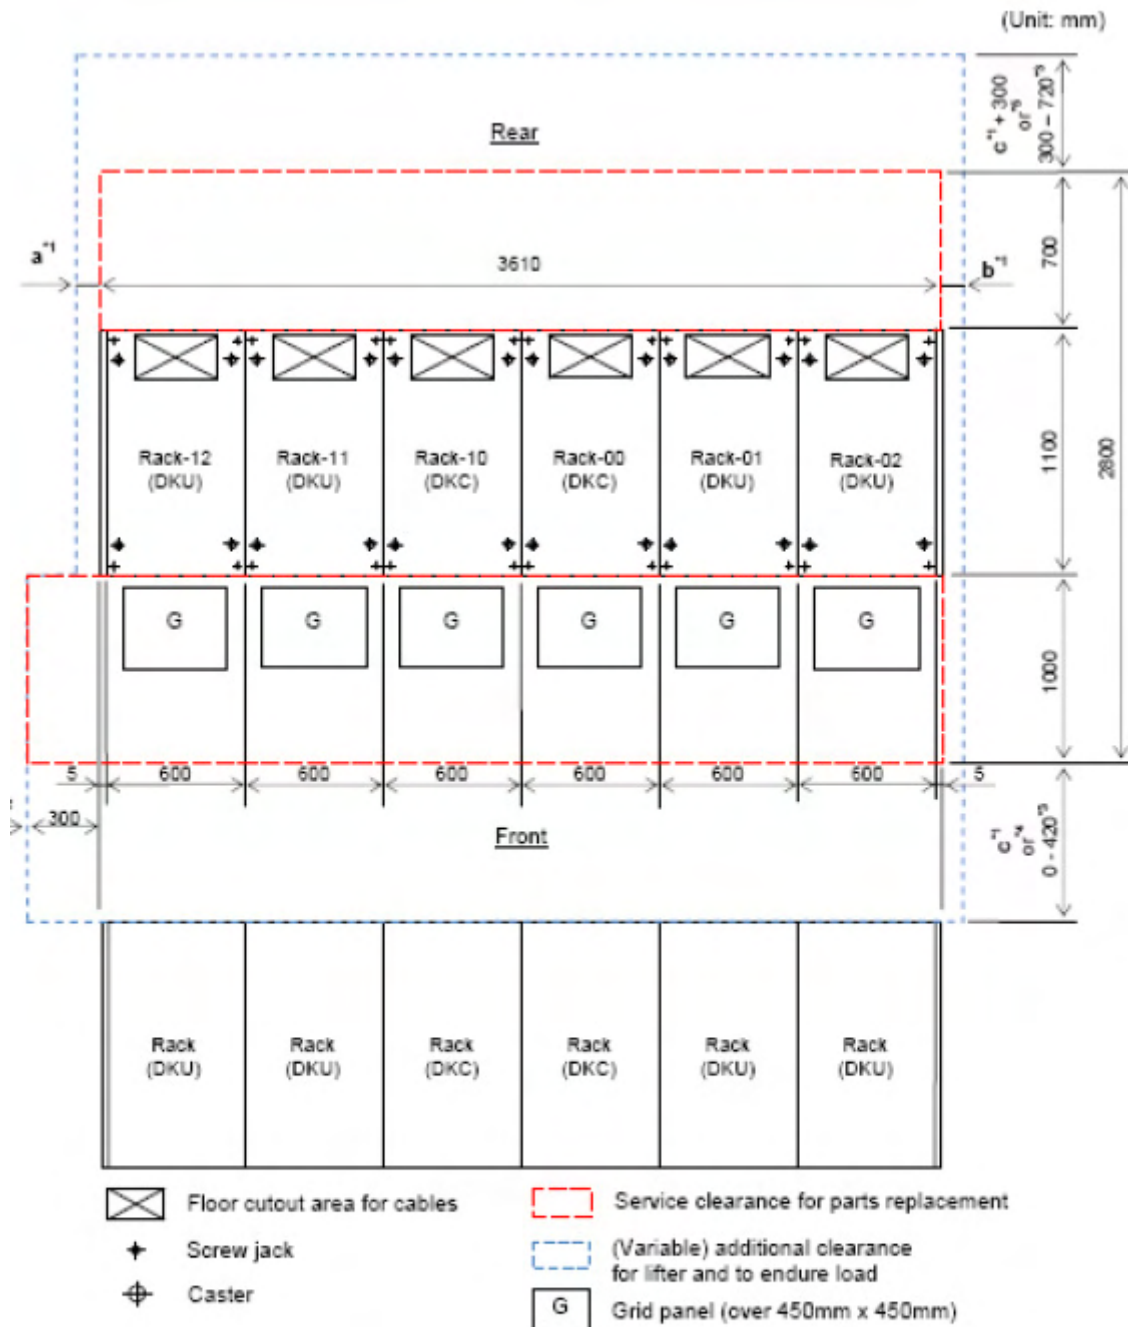 (Unit: mm)
c*1 + 300
or*5
300 – 720*3
Rear
a*1
3610
b*1
700
1100
2800
Rack-12
(DKU)
Rack-11
(DKU)
Rack-10
(DKC)
Rack-00
(DKC)
Rack-01
(DKU)
Rack-02
(DKU)
G
G
G
G
G
G
1000
5
600
600
600
600
600
600
5
300
Front
c*1
or*4
0 - 420*3
Rack
(DKU)
Rack
(DKU)
Rack
(DKC)
Rack
(DKC)
Rack
(DKU)
Rack
(DKU)
Floor cutout area for cables
Service clearance for parts replacement
Screw jack
(Variable) additional clearance
for lifter and to endure load
Caster
G
Grid panel (over 450mm x 450mm)